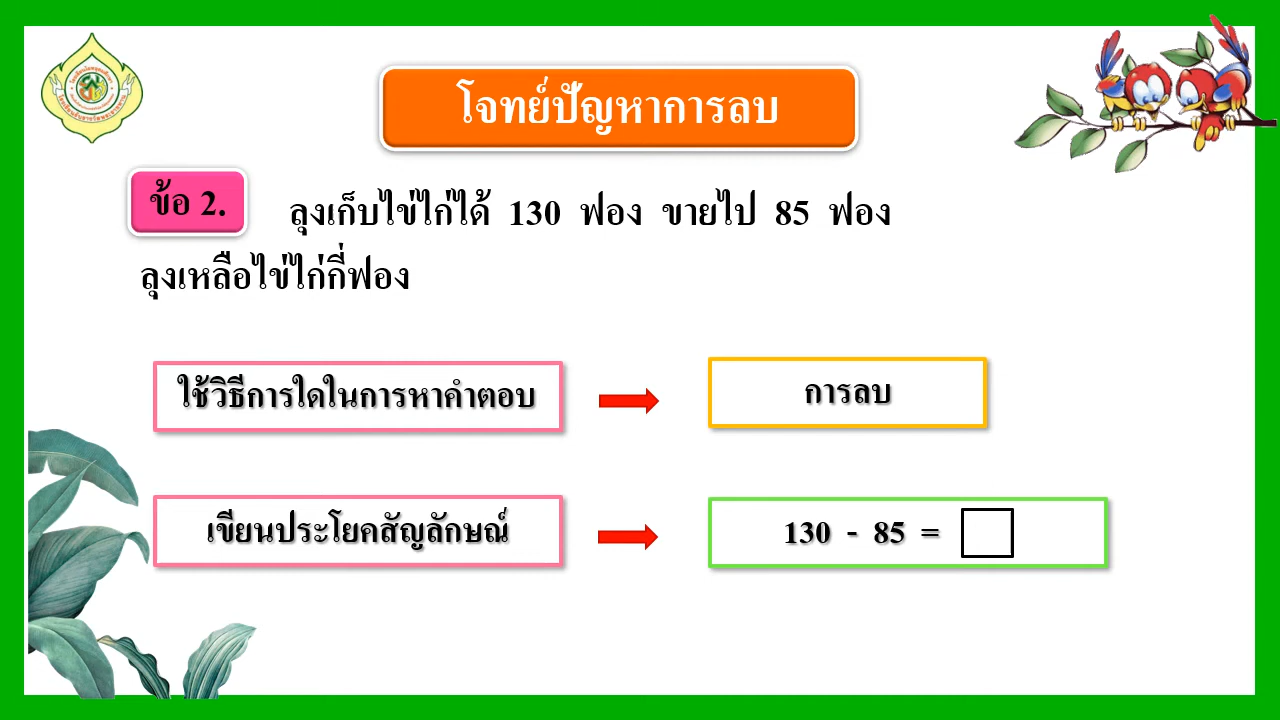 โจทย์ปัญหาการลบ
ข้อ 2. ลุงเก็บไข่ไก่ได้ 130 ฟอง ขายไป 85 ฟอง
ลุงเหลือไข่ไก่กี่ฟอง
ใช้วิธีการใดในการหาคำตอบ
การลบ
เขียนประโยคสัญลักษณ์
130 - 85 =